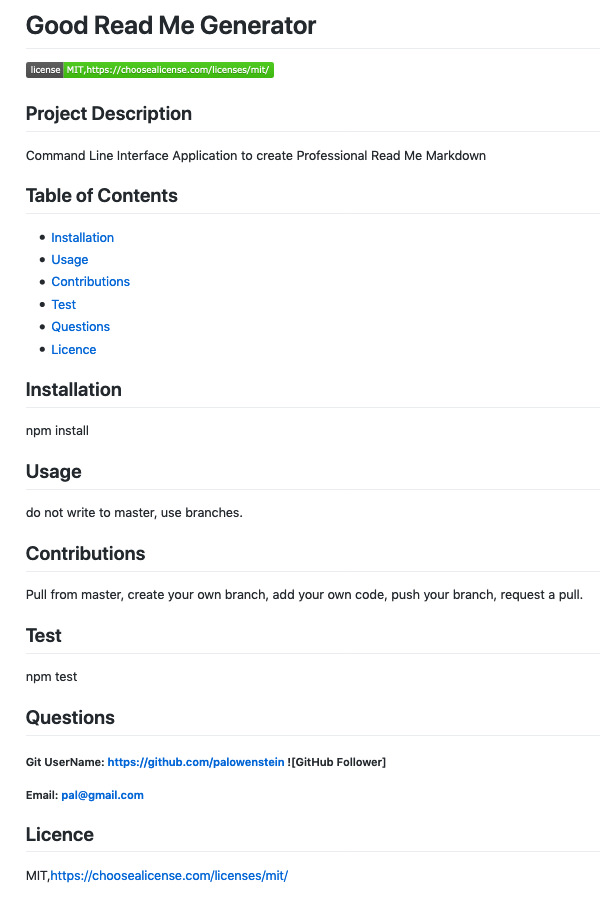 Good Read Me Generator
license MIT,https://choosealicense.com/licenses/mit/
Project Description
Command Line Interface Application to create Professional Read Me Markdown
Table of Contents
Installation
Usage
Contributions
Test
Questions
Licence
Installation
npm install
Usage
do not write to master, use branches.
Contributions
Pull from master, create your own branch, add your own code, push your branch, request a pull.
Test
npm test
Questions
Git UserName: https://github.com/palowenstein ![GitHub Follower]
Email: pal@gmail.com
Licence
MIT,https://choosealicense.com/licenses/mit/